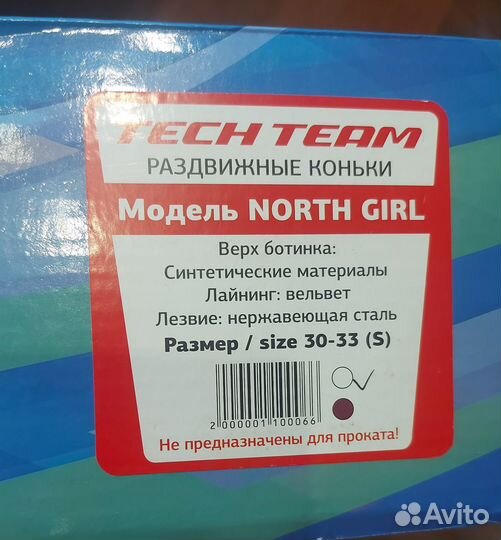 TECH TEAM
РАЗДВИЖНЫЕ КОНЬКИ
Модель NORTH GIRL
Верх ботинка:
Синтетические материалы
Лайнинг: вельвет
Лезвие: нержавеющая сталь
Размер / size 30-33 (S)
2 000001 100066
Не предназначены для проката!
Avito